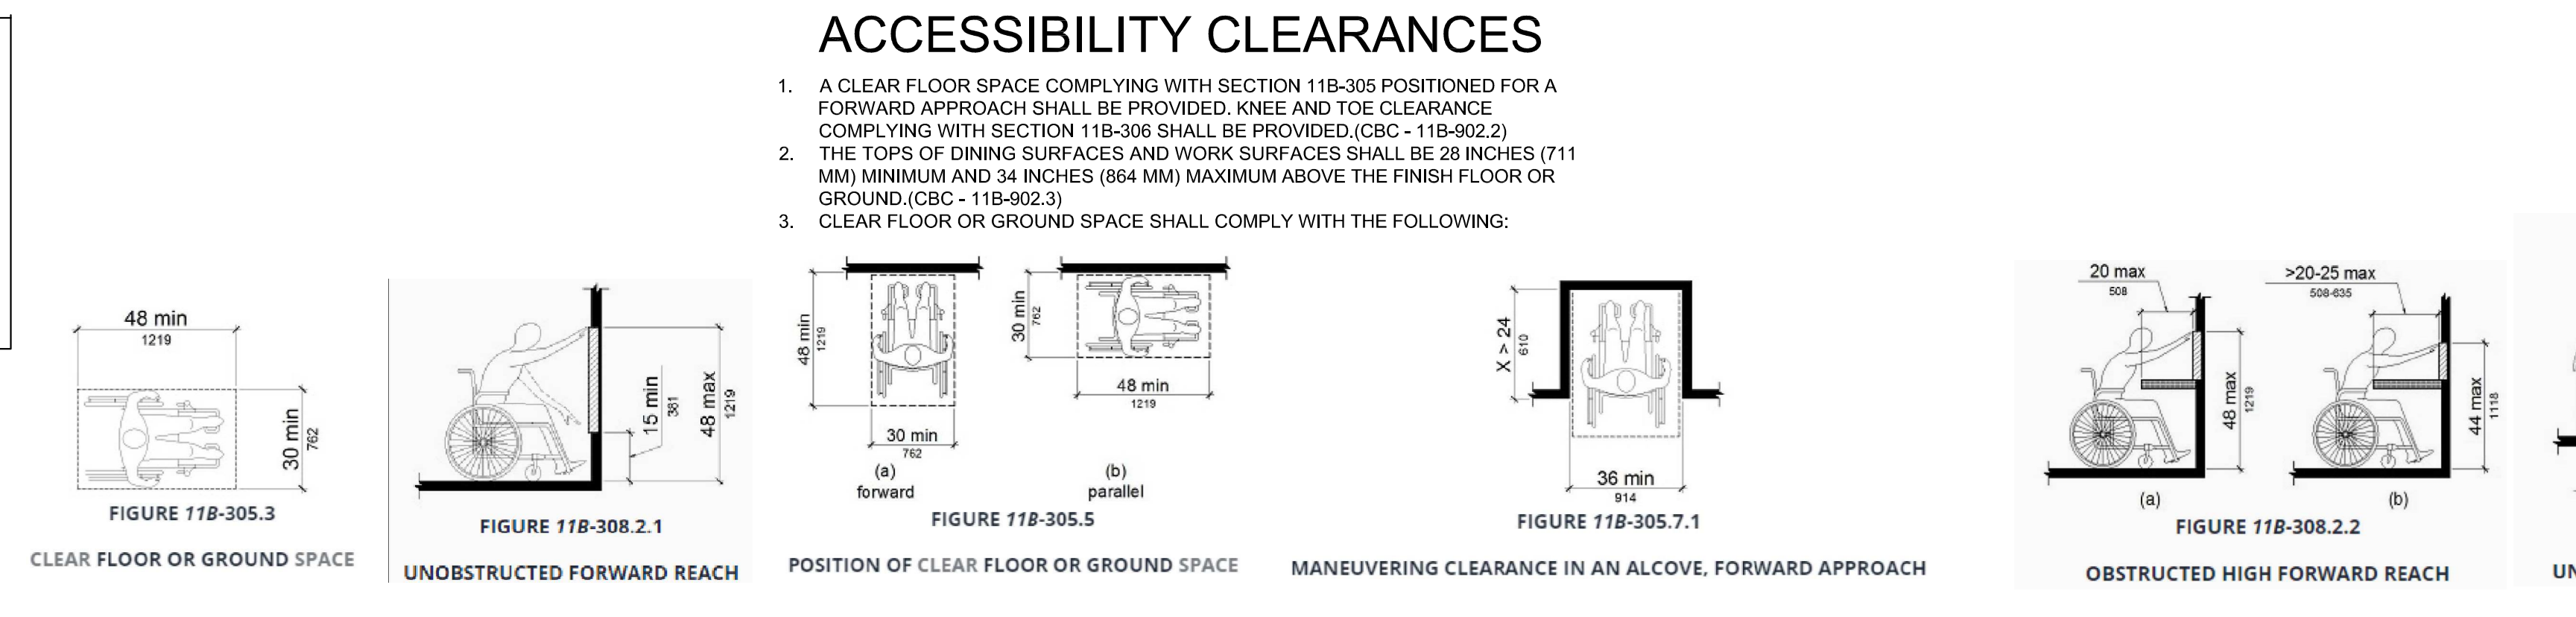 ACCESSIBILITY CLEARANCES
1. A CLEAR FLOOR SPACE COMPLYING WITH SECTION 11B-305 POSITIONED FOR A
FORWARD APPROACH SHALL BE PROVIDED. KNEE AND TOE CLEARANCE
COMPLYING WITH SECTION 11B-306 SHALL BE PROVIDED.(CBC - 11B-902.2)
2. THE TOPS OF DINING SURFACES AND WORK SURFACES SHALL BE 28 INCHES (711
MM) MINIMUM AND 34 INCHES (864 MM) MAXIMUM ABOVE THE FINISH FLOOR OR
GROUND.(CBC - 11B-902.3)
3. CLEAR FLOOR OR GROUND SPACE SHALL COMPLY WITH THE FOLLOWING:
48 min
1219
30 min
762
FIGURE 11B-305.3
CLEAR FLOOR OR GROUND SPACE
15 min
381
48 max
1219
FIGURE 11B-308.2.1
UNOBSTRUCTED FORWARD REACH
48 min
1219
30 min
762
(a)
forward
30 min
762
48 min
1219
(b)
parallel
FIGURE 11B-305.5
POSITION OF CLEAR FLOOR OR GROUND SPACE
X > 24
610
36 min
914
FIGURE 11B-305.7.1
MANEUVERING CLEARANCE IN AN ALCOVE, FORWARD APPROACH
20 max
508
48 max
1219
(a)
>20-25 max
508-635
44 max
1118
(b)
FIGURE 11B-308.2.2
OBSTRUCTED HIGH FORWARD REACH
UN